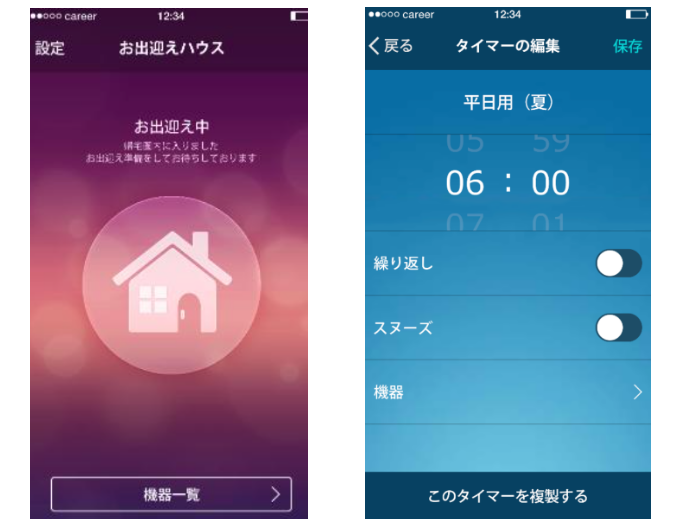 career 12:34
設定 お出迎えハウス
お出迎え中
帰宅圏内に入りました
お出迎え準備をしてお待ちしております
機器一覧
career 12:34
戻る タイマーの編集 保存
平日用（夏）
05 59
06 : 00
07 01
繰り返し
スヌーズ
機器
このタイマーを複製する